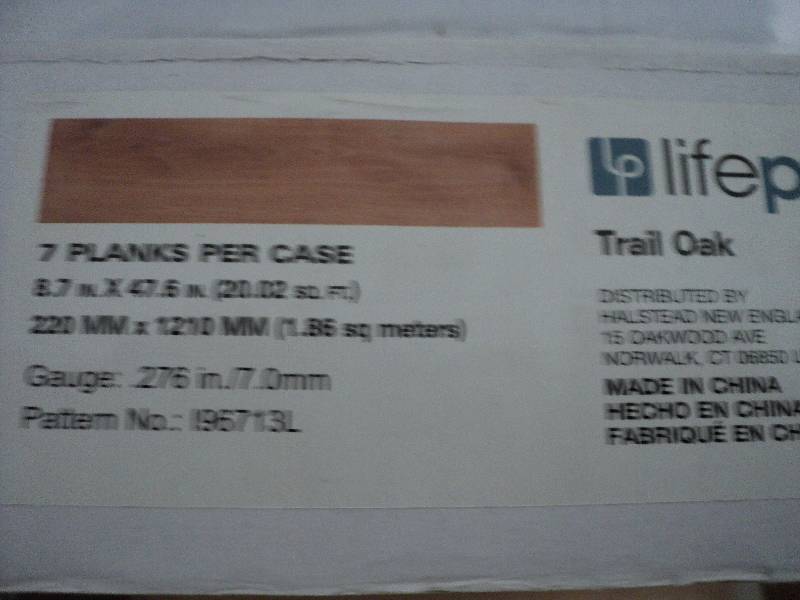 lifep
Trail Oak
7 PLANKS PER CASE
8.7 IN. X 47.6 IN. (20.02 SQ. FT.)
220 MM x 1210 MM (1.86 sq meters)
Gauge: .276 in./7.0mm
Pattern No.: I96713L
DISTRIBUTED BY
HALSTEAD NEW ENGLA
15 OAKWOOD AVE
NORWALK, CT 06850 U
MADE IN CHINA
HECHO EN CHINA
FABRIQUÉ EN CH